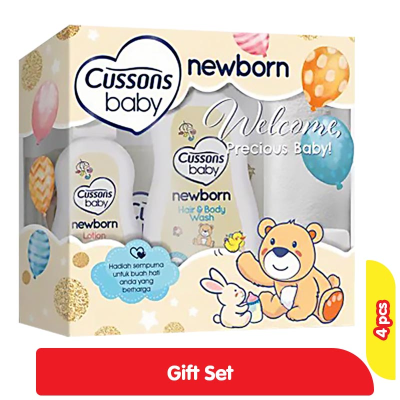 Cussons
baby
newborn
Welcome,
Precious Baby!
Cussons
baby
newborn
Lotion
Cussons
baby
newborn
Hair & Body
Wash
Hadiah sempurna
untuk buah hati
anda yang
berharga
4 pcs
Gift Set